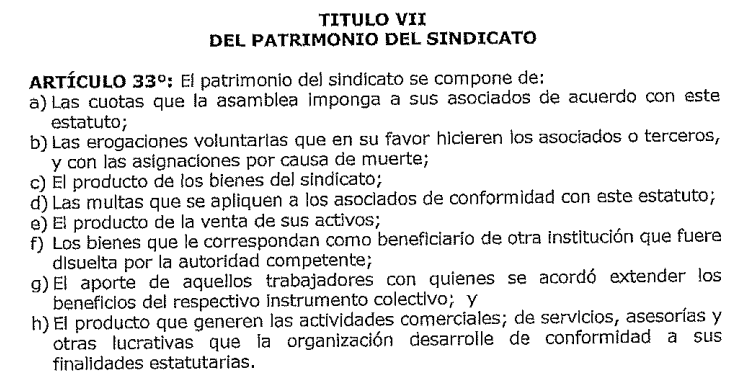 TITULO VII
DEL PATRIMONIO DEL SINDICATO
ARTÍCULO 33º: El patrimonio del sindicato se compone de:
a) Las cuotas que la asamblea imponga a sus asociados de acuerdo con este
estatuto;
b) Las erogaciones voluntarias que en su favor hicieren los asociados o terceros,
y con las asignaciones por causa de muerte;
c) El producto de los bienes del sindicato;
d) Las multas que se apliquen a los asociados de conformidad con este estatuto;
e) El producto de la venta de sus activos;
f) Los bienes que le correspondan como beneficiario de otra institución que fuere
disuelta por la autoridad competente;
g) El aporte de aquellos trabajadores con quienes se acordó extender los
beneficios del respectivo instrumento colectivo; y
h) El producto que generen las actividades comerciales; de servicios, asesorías y
otras lucrativas que la organización desarrolle de conformidad a sus
finalidades estatutarias.